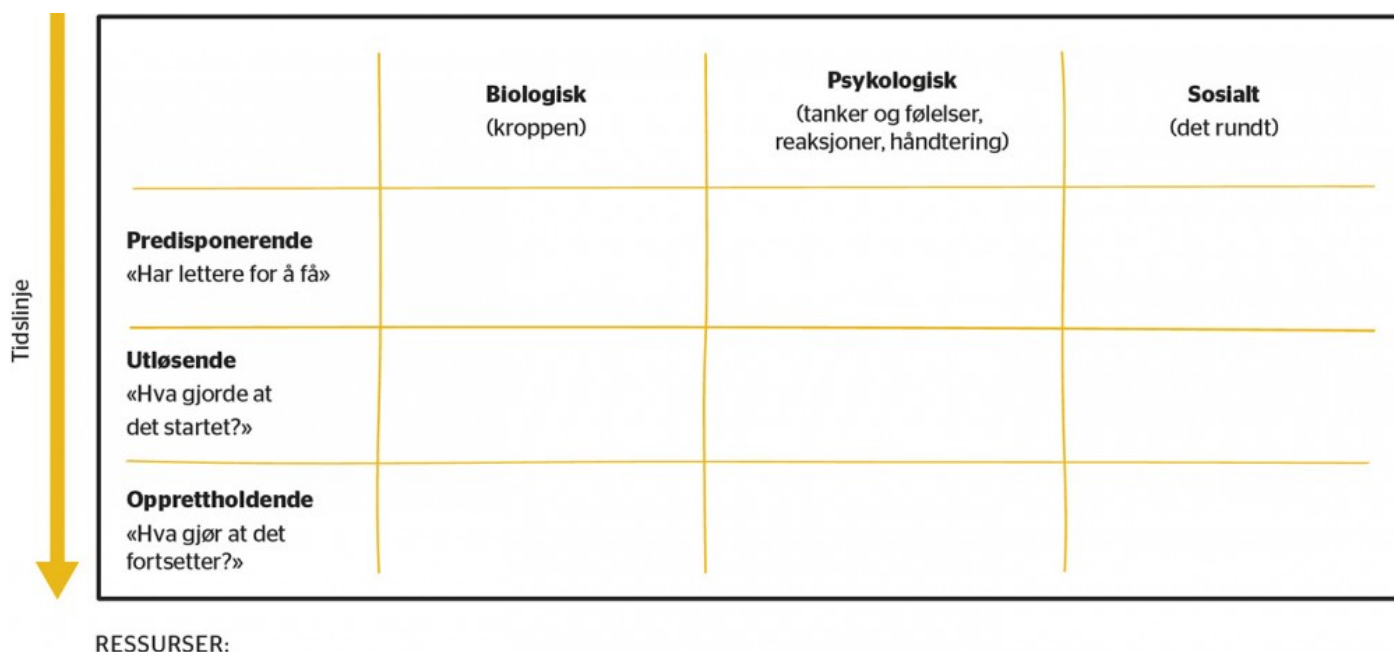 Tidslinje
Biologisk
(kroppen)
Psykologisk
(tanker og følelser,
reaksjoner, håndtering)
Sosialt
(det rundt)
Predisponerende
«Har lettere for å få»
Utløsende
«Hva gjorde at
det startet?»
Opprettholdende
«Hva gjør at det
fortsetter?»
RESSURSER: